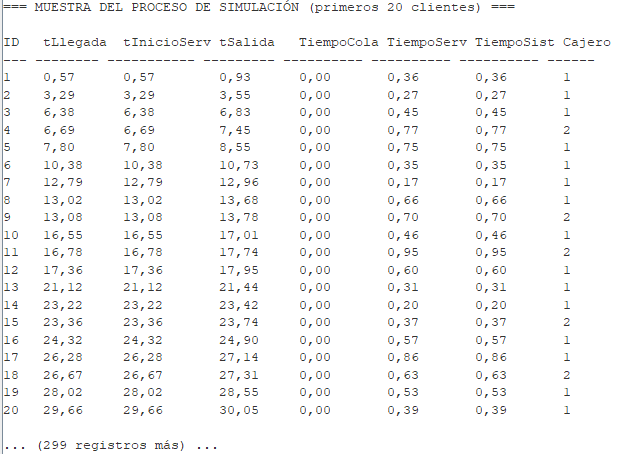 === MUESTRA DEL PROCESO DE SIMULACIÓN (primeros 20 clientes) ===
ID tLlegada tInicioServ tSalida TiempoCola TiempoServ TiempoSist Cajero
--- -------- ----------- -------- ---------- ---------- ---------- ------
1 0,57 0,57 0,93 0,00 0,36 0,36 1
2 3,29 3,29 3,55 0,00 0,27 0,27 1
3 6,38 6,38 6,83 0,00 0,45 0,45 1
4 6,69 6,69 7,45 0,00 0,77 0,77 2
5 7,80 7,80 8,55 0,00 0,75 0,75 1
6 10,38 10,38 10,73 0,00 0,35 0,35 1
7 12,79 12,79 12,96 0,00 0,17 0,17 1
8 13,02 13,02 13,68 0,00 0,66 0,66 1
9 13,08 13,08 13,78 0,00 0,70 0,70 2
10 16,55 16,55 17,01 0,00 0,46 0,46 1
11 16,78 16,78 17,74 0,00 0,95 0,95 2
12 17,36 17,36 17,95 0,00 0,60 0,60 1
13 21,12 21,12 21,44 0,00 0,31 0,31 1
14 23,22 23,22 23,42 0,00 0,20 0,20 1
15 23,36 23,36 23,74 0,00 0,37 0,37 2
16 24,32 24,32 24,90 0,00 0,57 0,57 1
17 26,28 26,28 27,14 0,00 0,86 0,86 1
18 26,67 26,67 27,31 0,00 0,63 0,63 2
19 28,02 28,02 28,55 0,00 0,53 0,53 1
20 29,66 29,66 30,05 0,00 0,39 0,39 1
... (299 registros más) ...